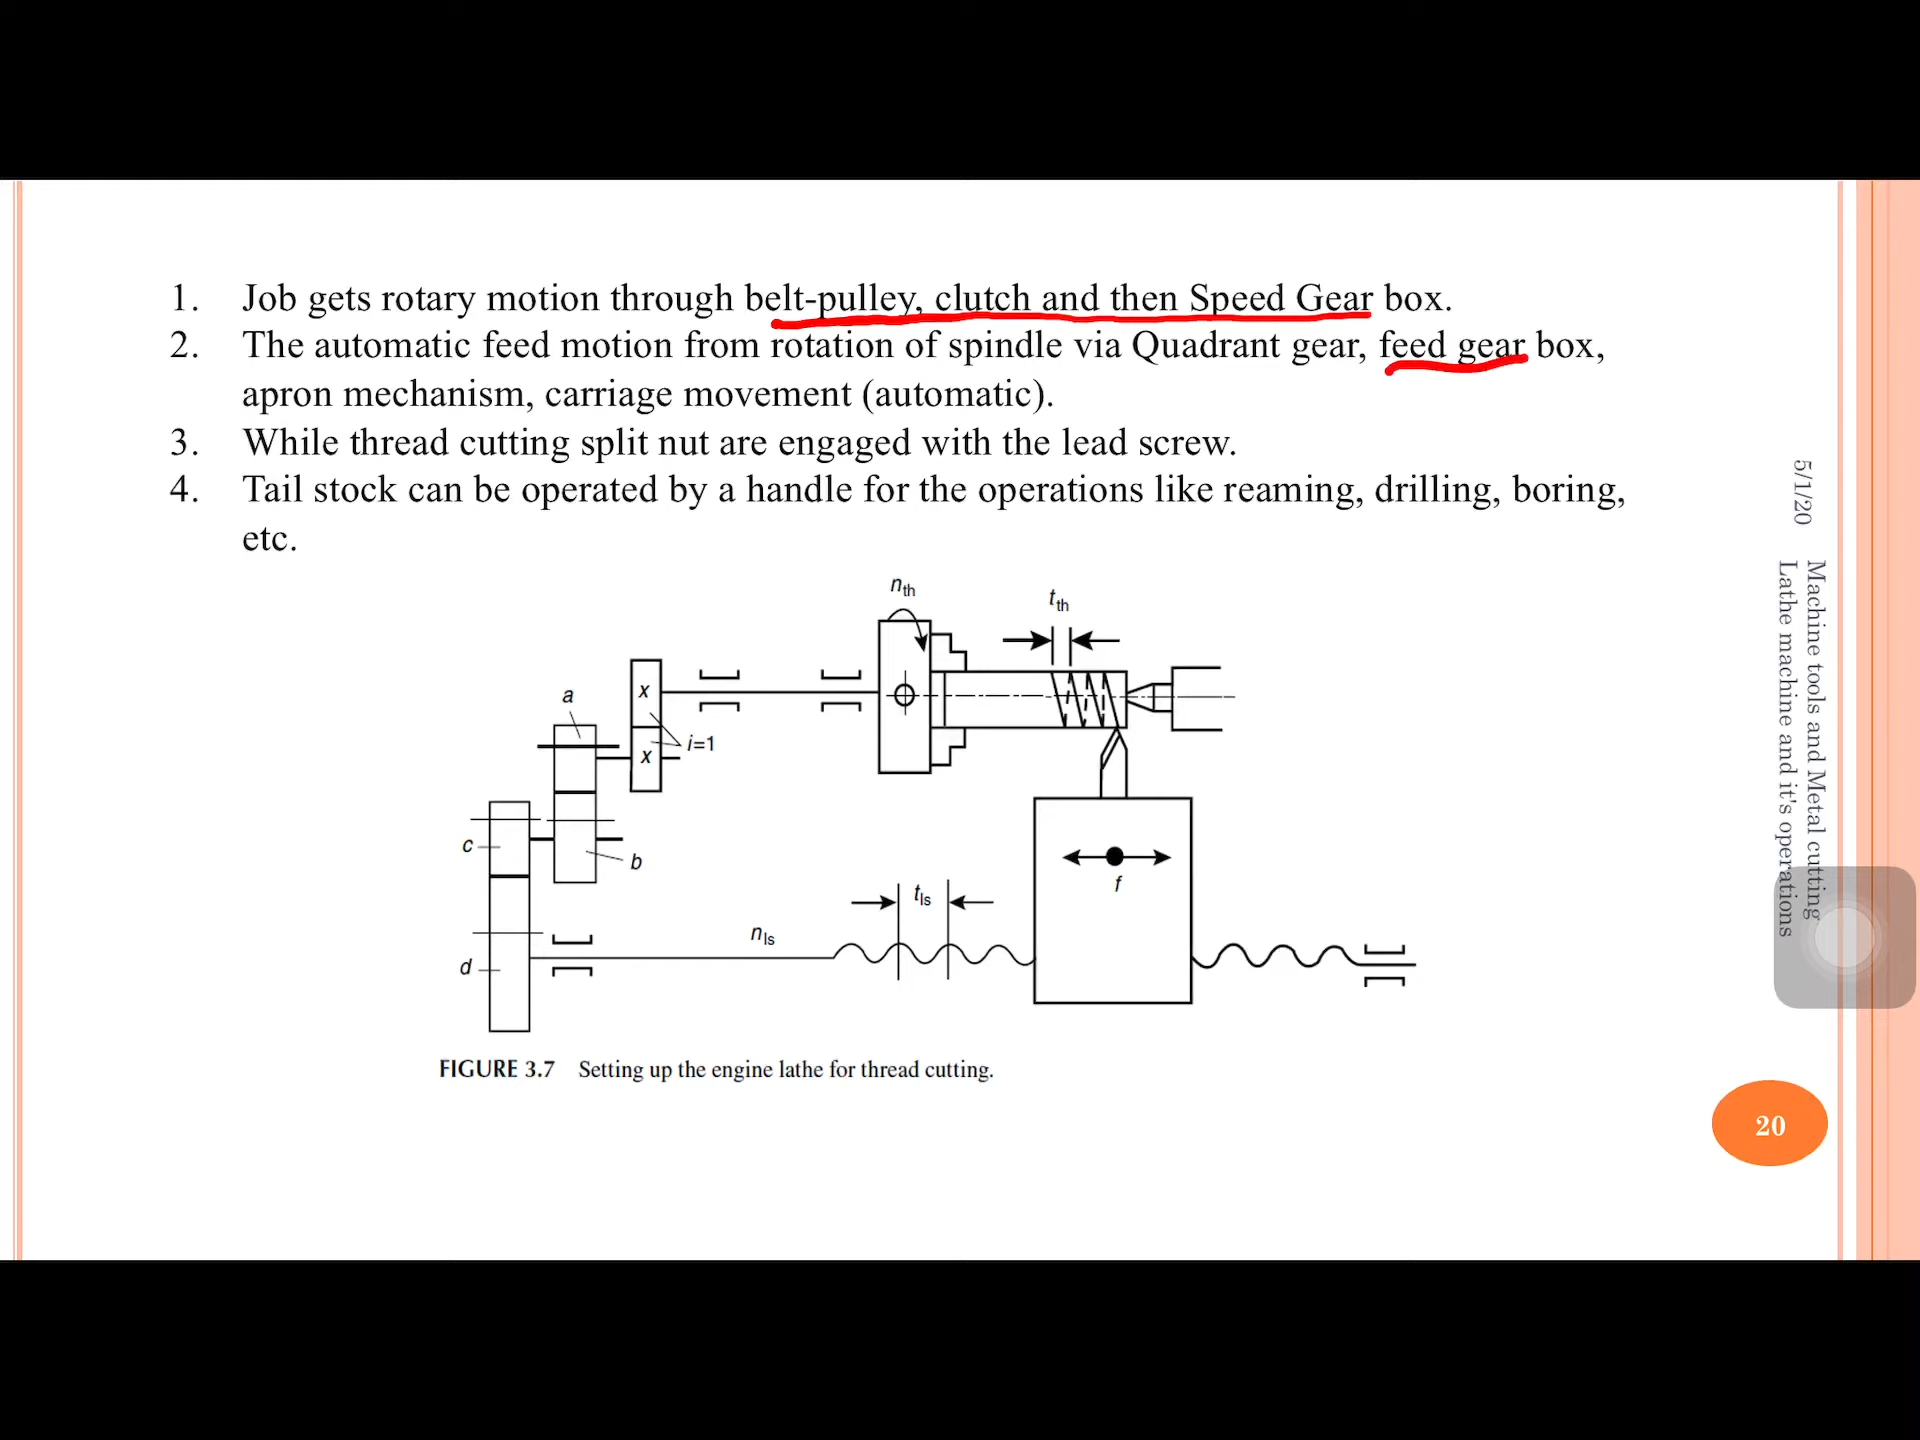 1. Job gets rotary motion through belt-pulley, clutch and then Speed Gear box.
2. The automatic feed motion from rotation of spindle via Quadrant gear, feed gear box,
apron mechanism, carriage movement (automatic).
3. While thread cutting split nut are engaged with the lead screw.
4. Tail stock can be operated by a handle for the operations like reaming, drilling, boring,
etc.
nth
tth
a
x
x
i=1
c
b
f
tls
nls
d
FIGURE 3.7 Setting up the engine lathe for thread cutting.
5/1/20
Machine tools and Metal cutting
Lathe machine and it's operations
20